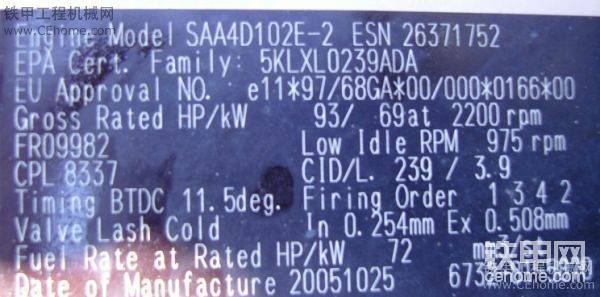 铁甲工程机械网
www.CEhome.com
Engine Model SAA4D102E-2 ESN 26371752
EPA Cert. Family: 5KLXL0239ADA
EU Approval NO. e11*97/68GA*00/000*0166*00
Gross Rated HP/kW 93/ 69at 2200 rpm
FR09982 Low Idle RPM 975 rpm
CPL 8337 CID/L. 239 / 3.9
Timing BTDC 11.5deg. Firing Order 1 3 4 2
Valve Lash Cold In 0.254mm Ex 0.508mm
Fuel Rate at Rated HP/kW 72
Date of Manufacture 20051025
铁甲网
www.cehome.com